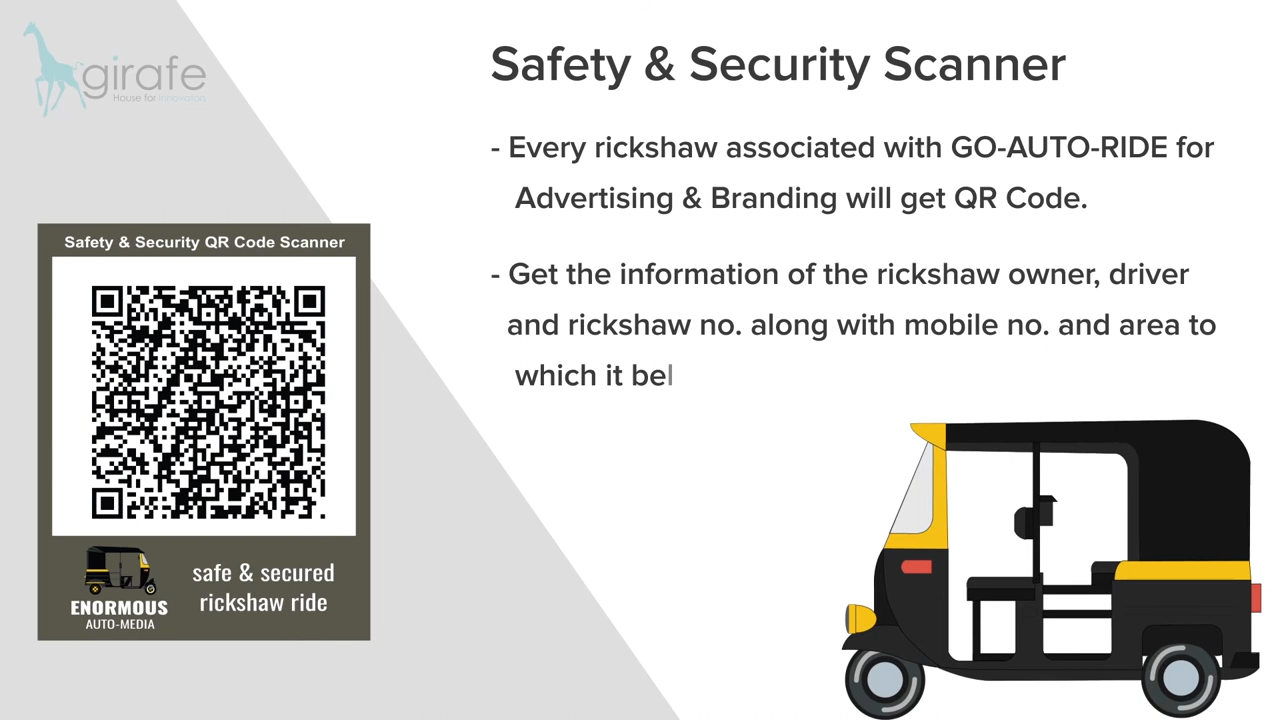 girafe
House for Innovators
Safety & Security Scanner
- Every rickshaw associated with GO-AUTO-RIDE for
Advertising & Branding will get QR Code.
- Get the information of the rickshaw owner, driver
and rickshaw no. along with mobile no. and area to
which it bel
Safety & Security QR Code Scanner
ENORMOUS
AUTO-MEDIA
safe & secured
rickshaw ride